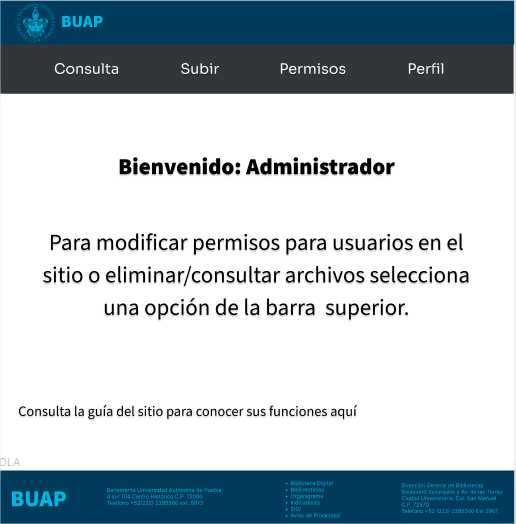 BUAP
Consulta Subir Permisos Perfil
Bienvenido: Administrador
Para modificar permisos para usuarios en el
sitio o eliminar/consultar archivos selecciona
una opción de la barra superior.
Consulta la guía del sitio para conocer sus funciones aquí
DLA
BUAP
Benemérita Universidad Autónoma de Puebla
4 sur 104 Centro Histórico C.P. 72000
Teléfono +52(222) 2295500 ext. 5013
• Biblioteca Digital
• Bibliotecticos
• Organigrama
• Indicadores
• SIGI
• Aviso de Privacidad
Dirección General de Bibliotecas
Boulevard Valsequillo y Av. de las Torres
Ciudad Universitaria. Col. San Manuel
C.P. 72570
Teléfono +52 (222) 2295500 Ext 2901